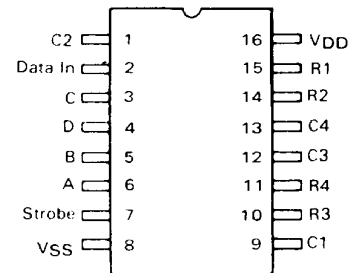 C2 1 16 VDD
Data In 2 15 R1
C 3 14 R2
D 4 13 C4
B 5 12 C3
A 6 11 R4
Strobe 7 10 R3
VSS 8 9 C1